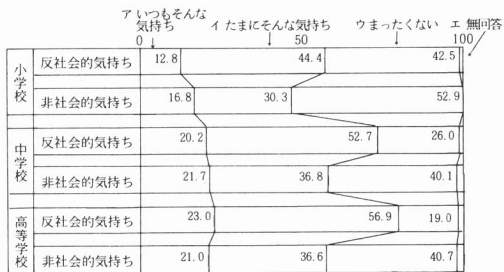 ア いつもそんな
気持ち イ たまにそんな気持ち ウ まったくない エ 無回答
0 50 100
小学校 反社会的気持ち 12.8 44.4 42.5
非社会的気持ち 16.8 30.3 52.9
中学校 反社会的気持ち 20.2 52.7 26.0
非社会的気持ち 21.7 36.8 40.1
高等学校 反社会的気持ち 23.0 56.9 19.0
非社会的気持ち 21.0 36.6 40.7